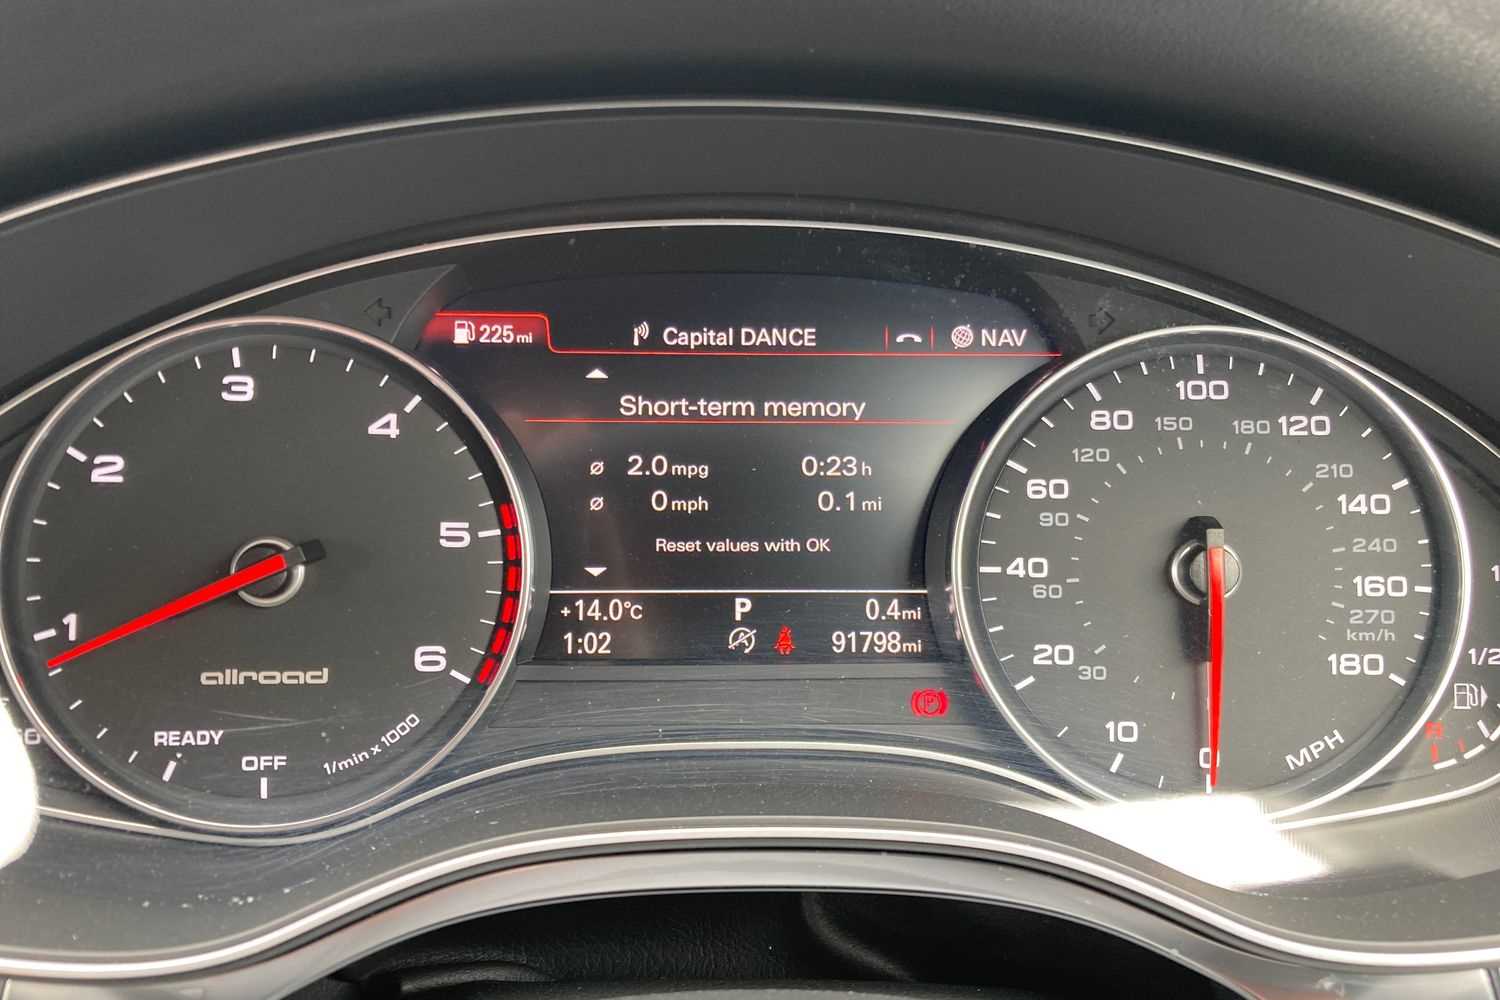 225 mi Capital DANCE NAV
Short-term memory
ø 2.0 mpg 0:23 h
ø 0 mph 0.1 mi
Reset values with OK
+14.0°C P 0.4 mi
1:02 91798 mi
P
1
2
3
4
5
6
allroad
READY
OFF
1/min x 1000
0
10
20
40
60
80
100
120
140
160
180
MPH
30
60
90
120
150
180
210
240
270
km/h
1/2
R